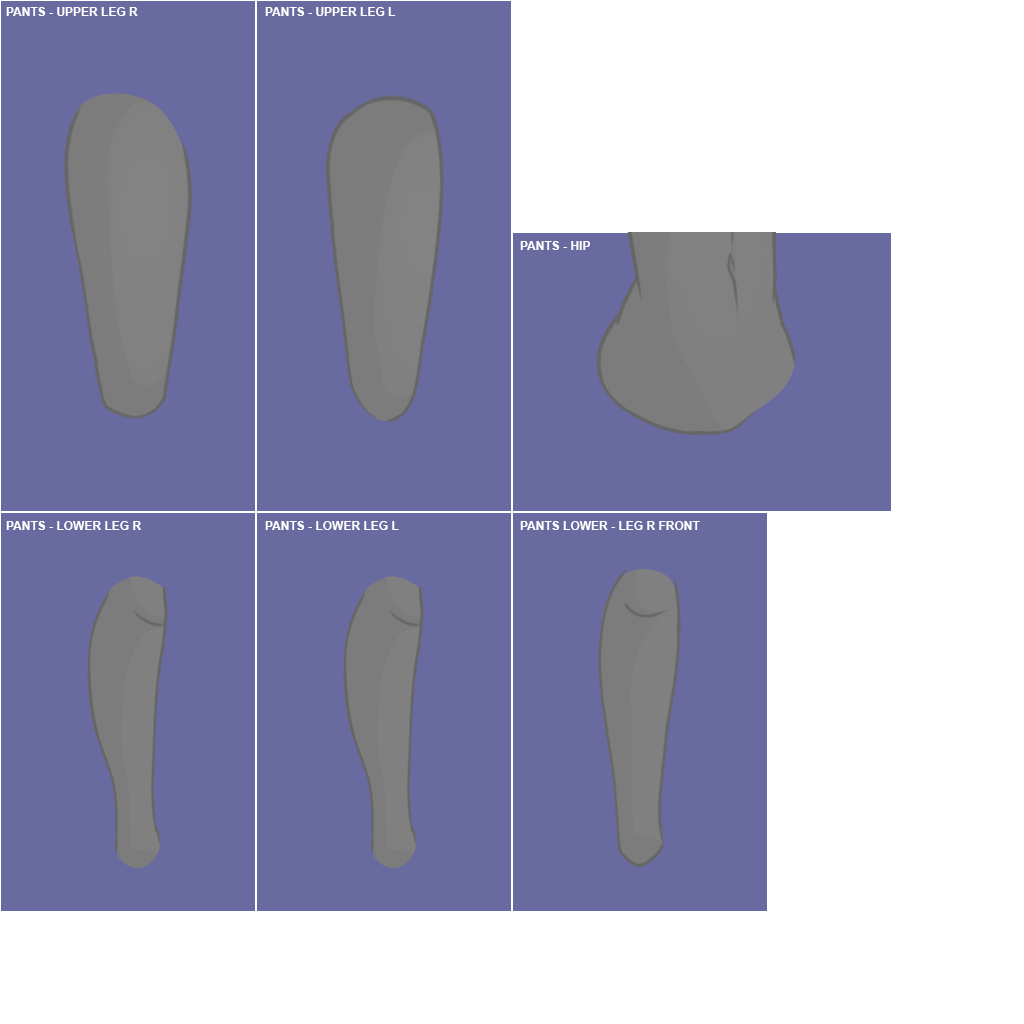 PANTS - UPPER LEG R
PANTS - UPPER LEG L
PANTS - HIP
PANTS - LOWER LEG R
PANTS - LOWER LEG L
PANTS LOWER - LEG R FRONT